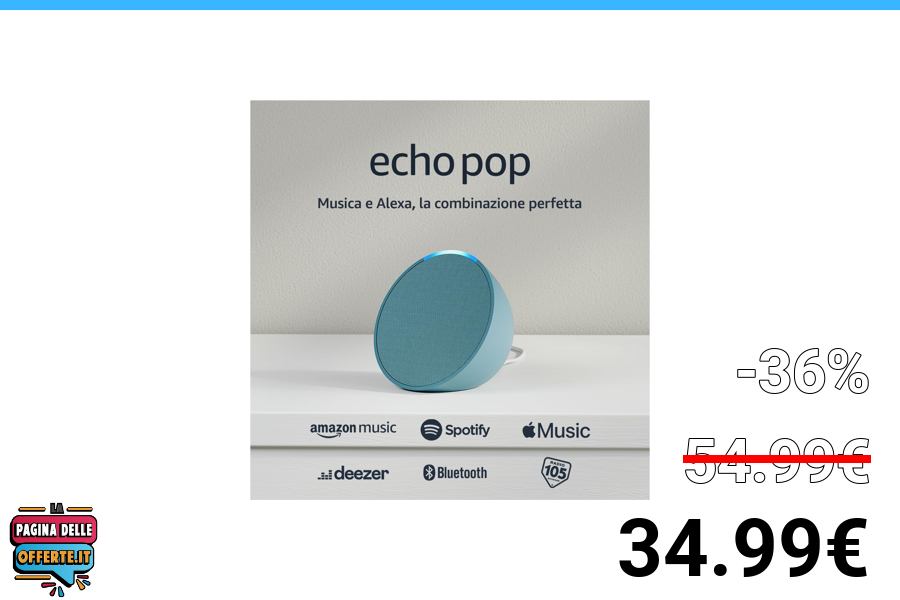 echo pop
Musica e Alexa, la combinazione perfetta
amazon music
Spotify
Music
deezer
Bluetooth
RADIO
105
-36%
54.99€
34.99€
LA
PAGINA DELLE
OFFERTE.IT